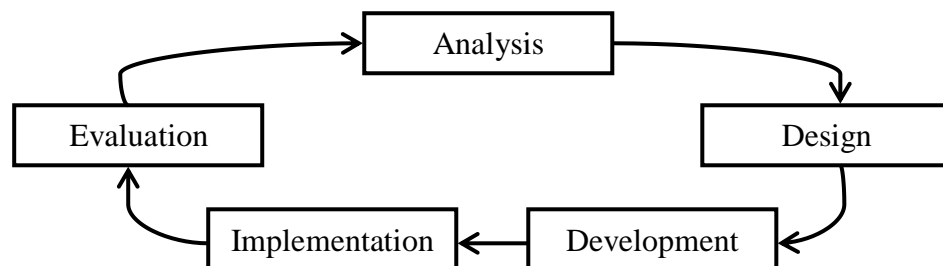 Analysis
Evaluation
Design
Implementation
Development